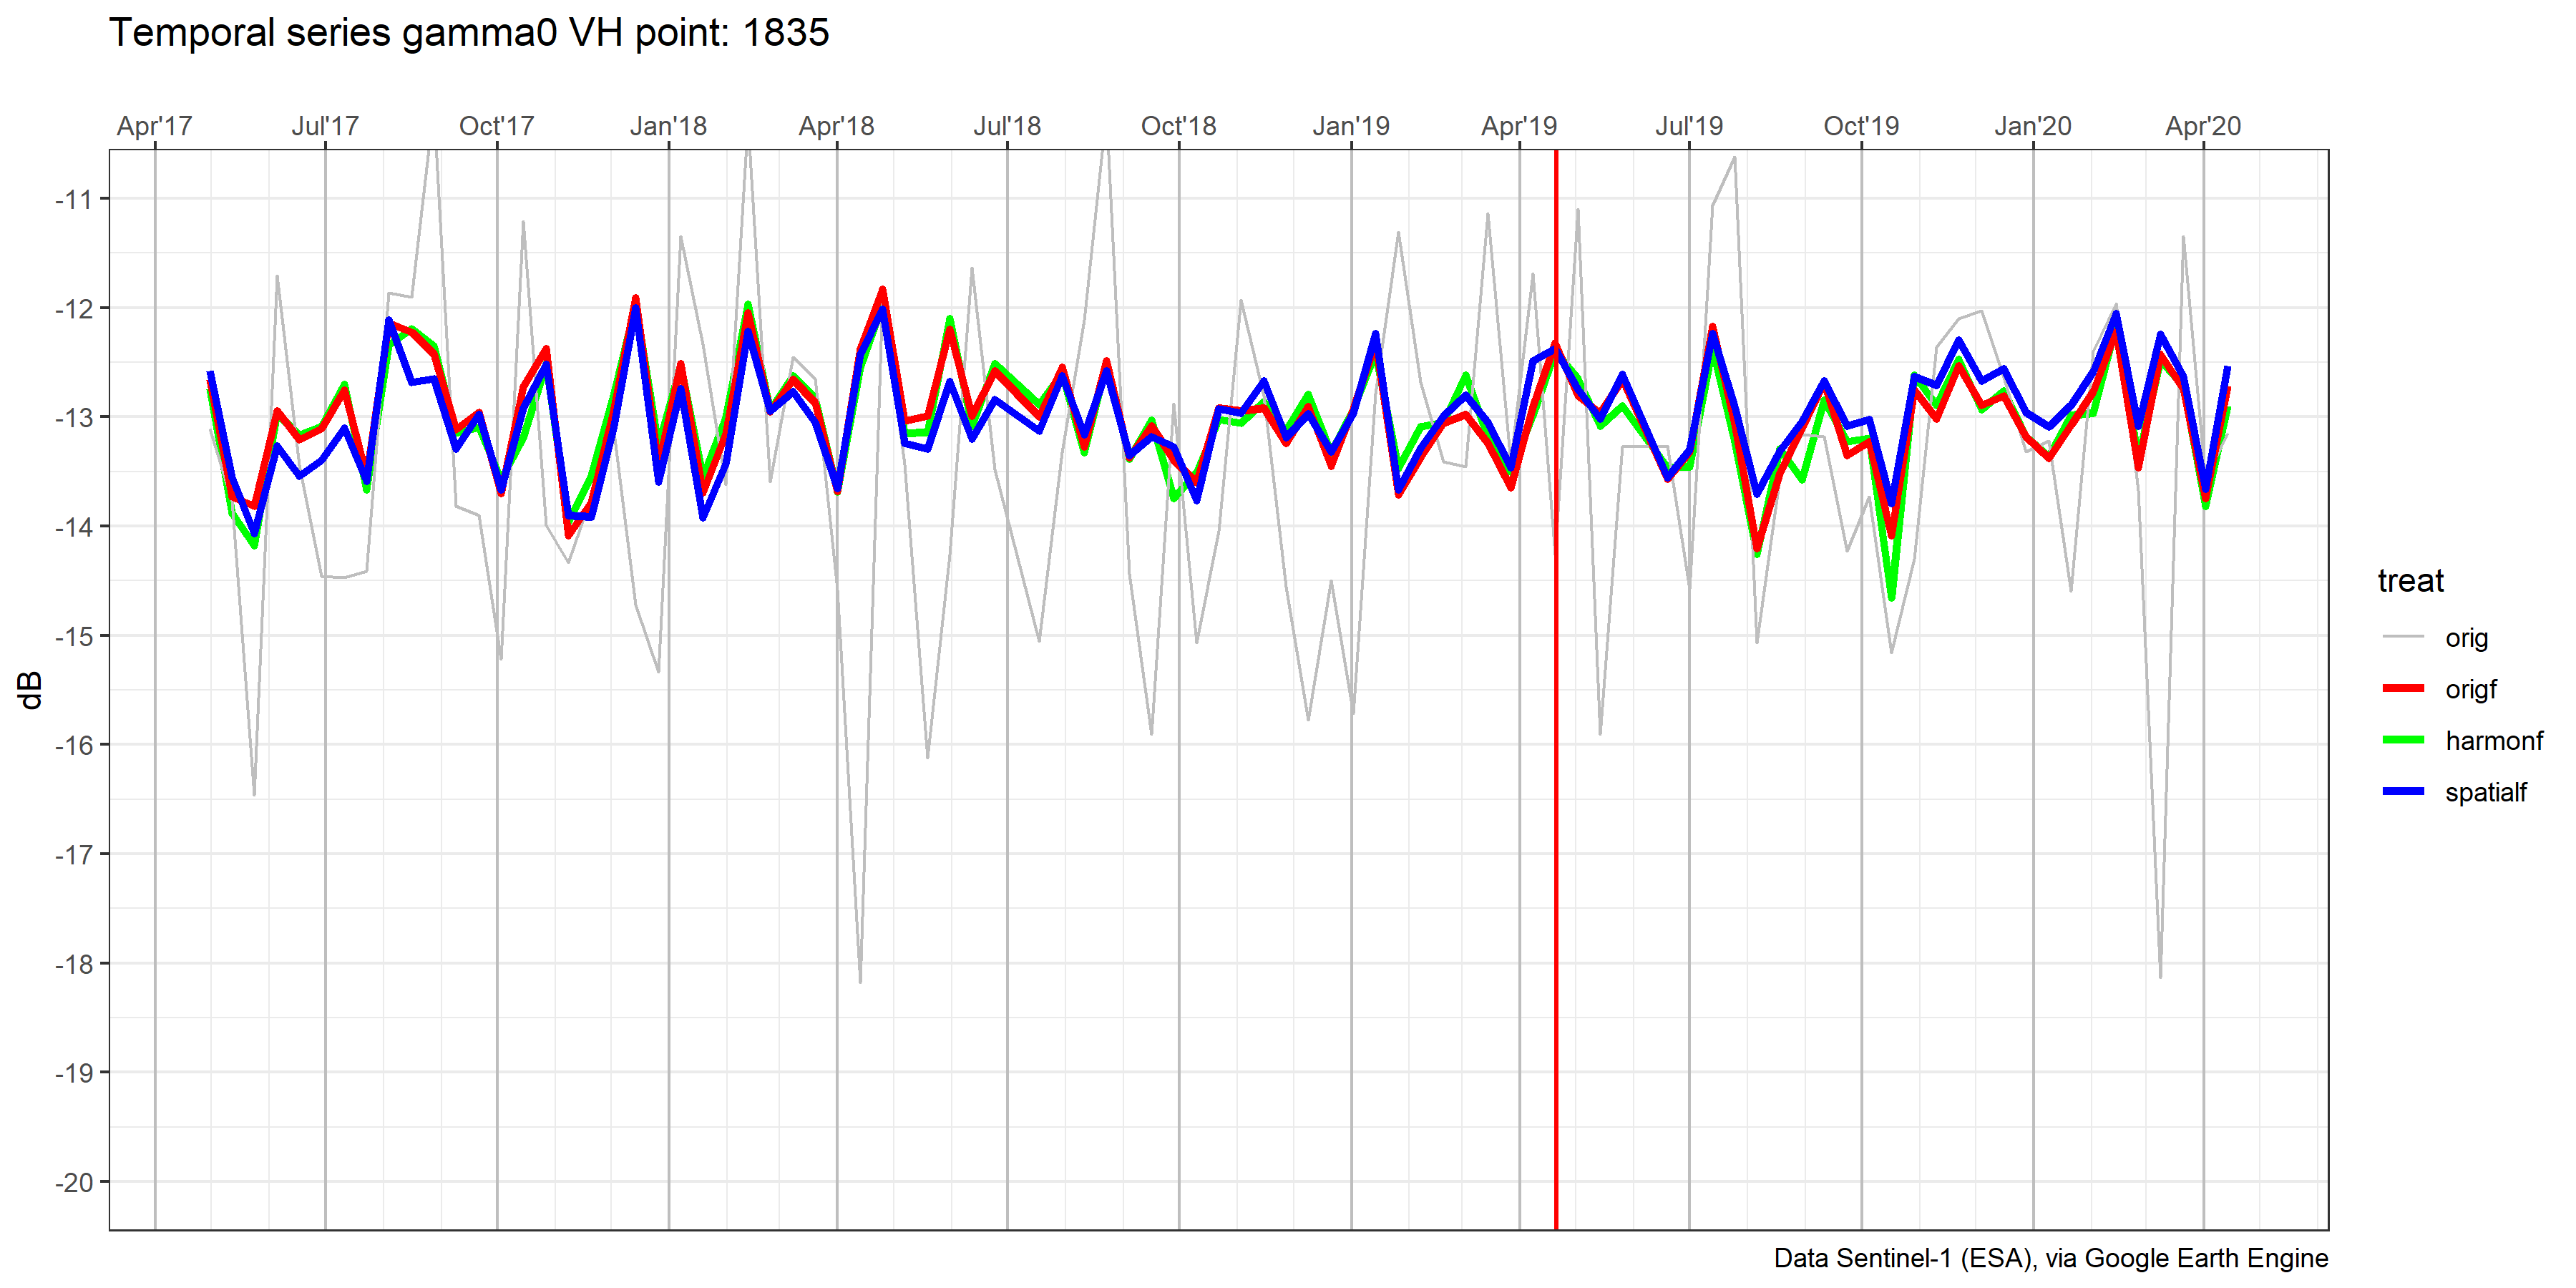 Temporal series gamma0 VH point: 1835
Apr'17 Jul'17 Oct'17 Jan'18 Apr'18 Jul'18 Oct'18 Jan'19 Apr'19 Jul'19 Oct'19 Jan'20 Apr'20
-11
-12
-13
-14
-15
-16
-17
-18
-19
-20
dB
treat
orig
origf
harmonf
spatialf
Data Sentinel-1 (ESA), via Google Earth Engine